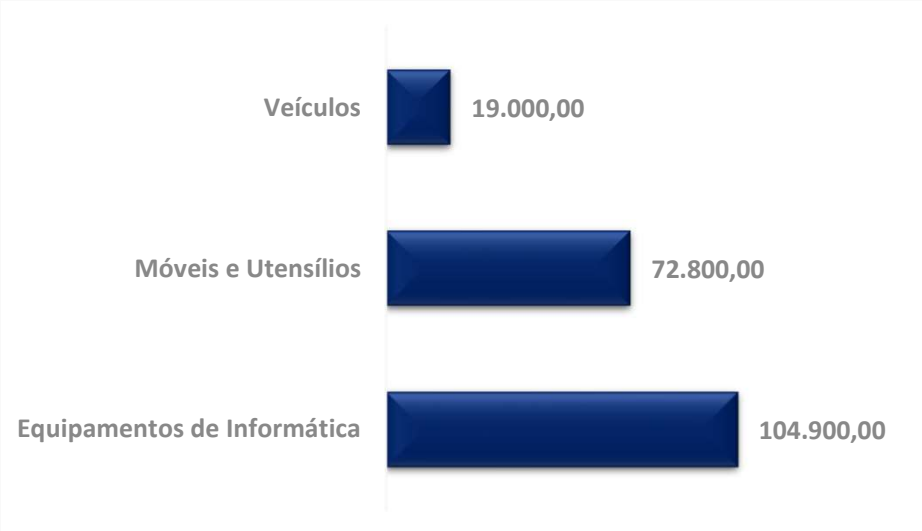 Veículos 19.000,00
Móveis e Utensílios 72.800,00
Equipamentos de Informática 104.900,00